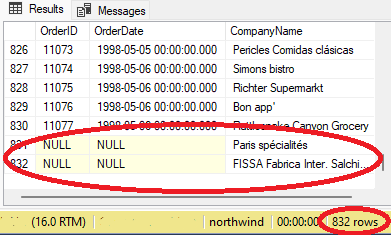 Results Messages
OrderID OrderDate CompanyName
826 11073 1998-05-05 00:00:00.000 Pericles Comidas clásicas
827 11074 1998-05-06 00:00:00.000 Simons bistro
828 11075 1998-05-06 00:00:00.000 Richter Supermarkt
829 11076 1998-05-06 00:00:00.000 Bon app'
830 11077 1998-05-06 00:00:00.000 Rattlesnake Canyon Grocery
831 NULL NULL Paris spécialités
832 NULL NULL FISSA Fabrica Inter. Salchi...
(16.0 RTM) northwind 00:00:00 832 rows